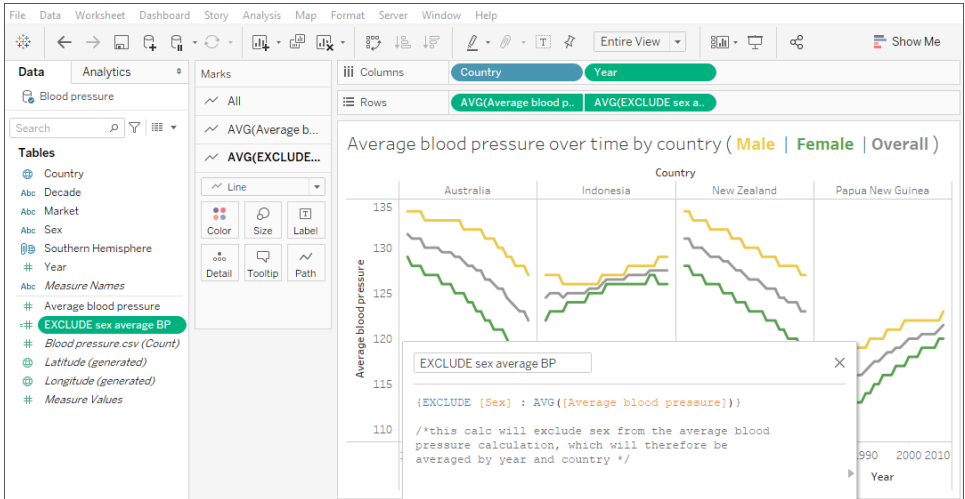 File Data Worksheet Dashboard Story Analysis Map Format Server Window Help
Entire View
Show Me
Data Analytics
Blood pressure
Search
Tables
Country
Abc Decade
Abc Market
Abc Sex
Southern Hemisphere
# Year
Abc Measure Names
# Average blood pressure
=# EXCLUDE sex average BP
# Blood pressure.csv (Count)
Latitude (generated)
Longitude (generated)
# Measure Values
Marks
All
AVG(Average b...
AVG(EXCLUDE...
Line
Color Size Label
Detail Tooltip Path
iii Columns Country Year
Rows AVG(Average blood p.. AVG(EXCLUDE sex a..
Average blood pressure over time by country ( Male | Female | Overall )
Country
Australia Indonesia New Zealand Papua New Guinea
Average blood pressure
135
130
125
120
115
110
EXCLUDE sex average BP
{EXCLUDE [Sex] : AVG([Average blood pressure])}
/*this calc will exclude sex from the average blood
pressure calculation, which will therefore be
averaged by year and country */
1990 2000 2010
Year